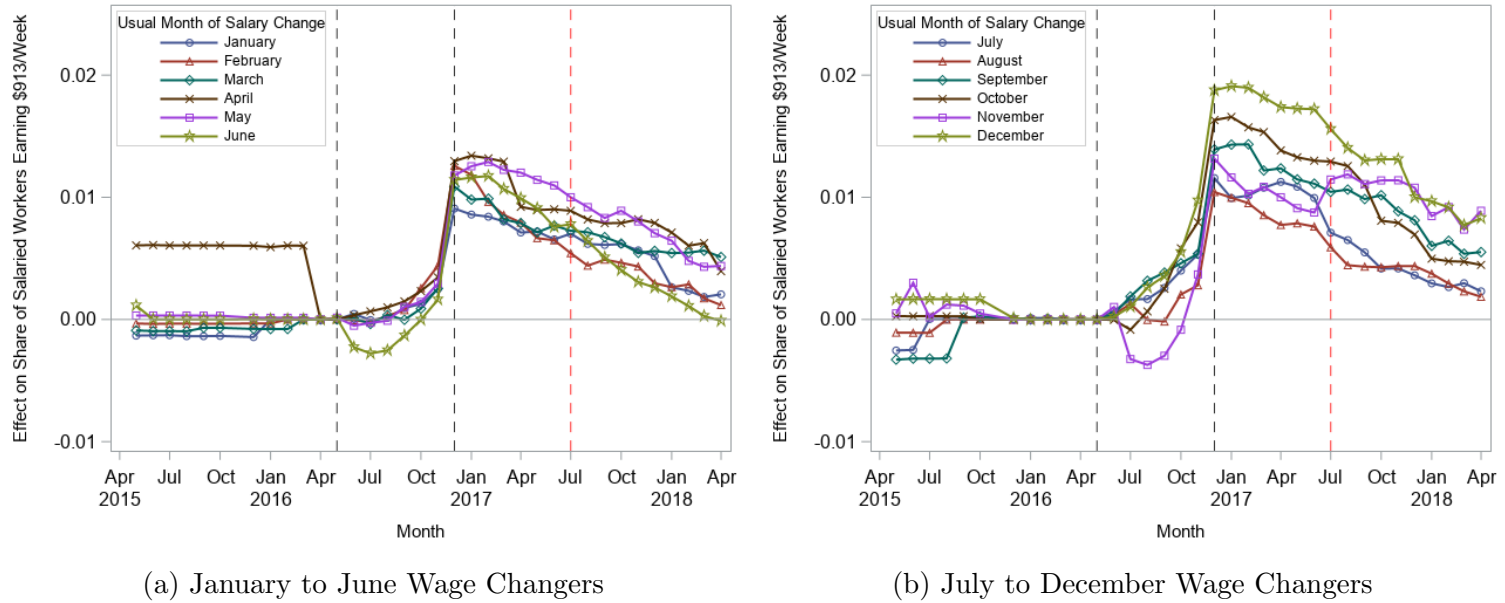 Effect on Share of Salaried Workers Earning $913/Week
Usual Month of Salary Change
January
February
March
April
May
June
0.02
0.01
0.00
-0.01
Apr Jul Oct Jan Apr Jul Oct Jan Apr Jul Oct Jan Apr
2015 2016 2017 2018
Month
(a) January to June Wage Changers
Effect on Share of Salaried Workers Earning $913/Week
Usual Month of Salary Change
July
August
September
October
November
December
0.02
0.01
0.00
-0.01
Apr Jul Oct Jan Apr Jul Oct Jan Apr Jul Oct Jan Apr
2015 2016 2017 2018
Month
(b) July to December Wage Changers